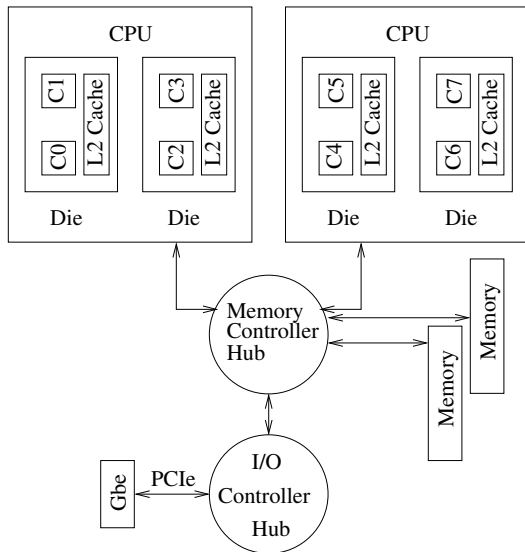 CPU
CPU
C1
C3
C5
C7
L2 Cache
L2 Cache
L2 Cache
L2 Cache
C0
C2
C4
C6
Die
Die
Die
Die
Memory
Controller
Hub
Memory
Memory
I/O
Controller
Hub
PCIe
Gbe